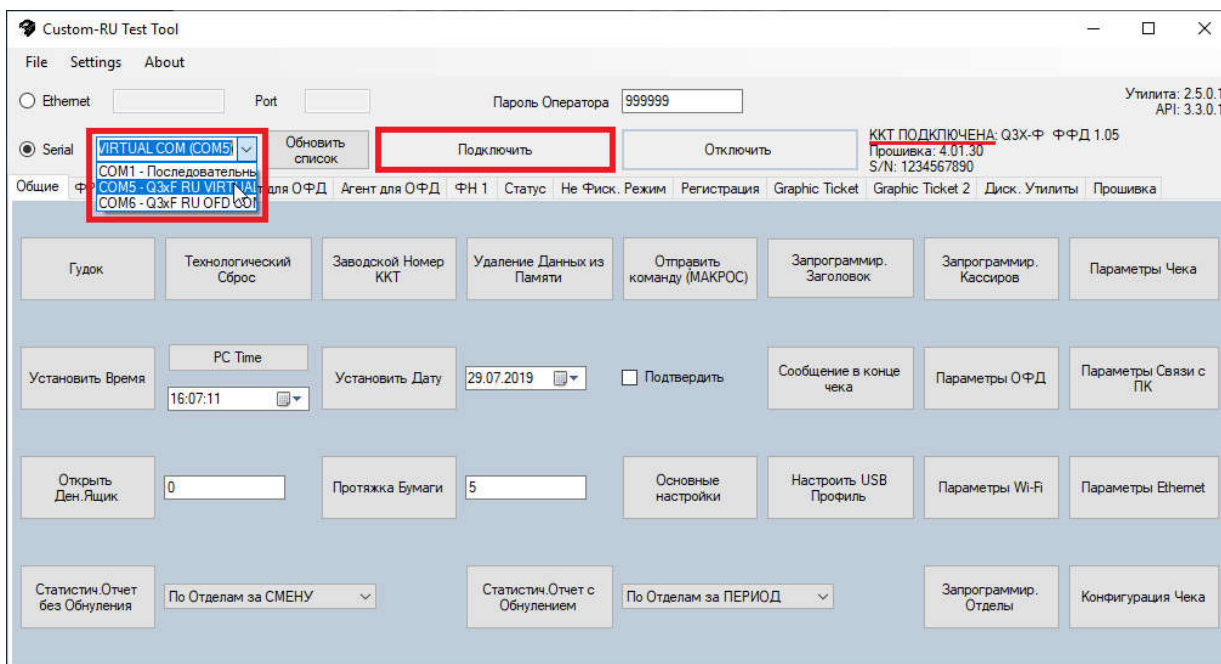 Custom-RU Test Tool
File Settings About
Ethernet Port Пароль Оператора 999999
Утилита: 2.5.0.1
API: 3.3.0.1
Serial VIRTUAL COM (COM5) Обновить список Подключить Отключить
ККТ ПОДКЛЮЧЕНА: Q3X-Ф ФФД 1.05
Прошивка: 4.01.30
S/N: 1234567890
COM1 - Последовательны
COM5 - Q3xF RU VIRTUAL
COM6 - Q3xF RU OFD COM
Общие для ОФД Агент для ОФД ФН 1 Статус Не Фиск. Режим Регистрация Graphic Ticket Graphic Ticket 2 Диск. Утилиты Прошивка
Гудок
Технологический
Сброс
Заводской Номер
ККТ
Удаление Данных из
Памяти
Отправить
команду (МАКРОС)
Запрограммир.
Заголовок
Запрограммир.
Кассиров
Параметры Чека
Установить Время
PC Time
16:07:11
Установить Дату
29.07.2019
Подтвердить
Сообщение в конце
чека
Параметры ОФД
Параметры Связи с
ПК
Открыть
Ден.Ящик
0
Протяжка Бумаги
5
Основные
настройки
Настроить USB
Профиль
Параметры Wi-Fi
Параметры Ethernet
Статистич.Отчет
без Обнуления
По Отделам за СМЕНУ
Статистич.Отчет с
Обнулением
По Отделам за ПЕРИОД
Запрограммир.
Отделы
Конфигурация Чека